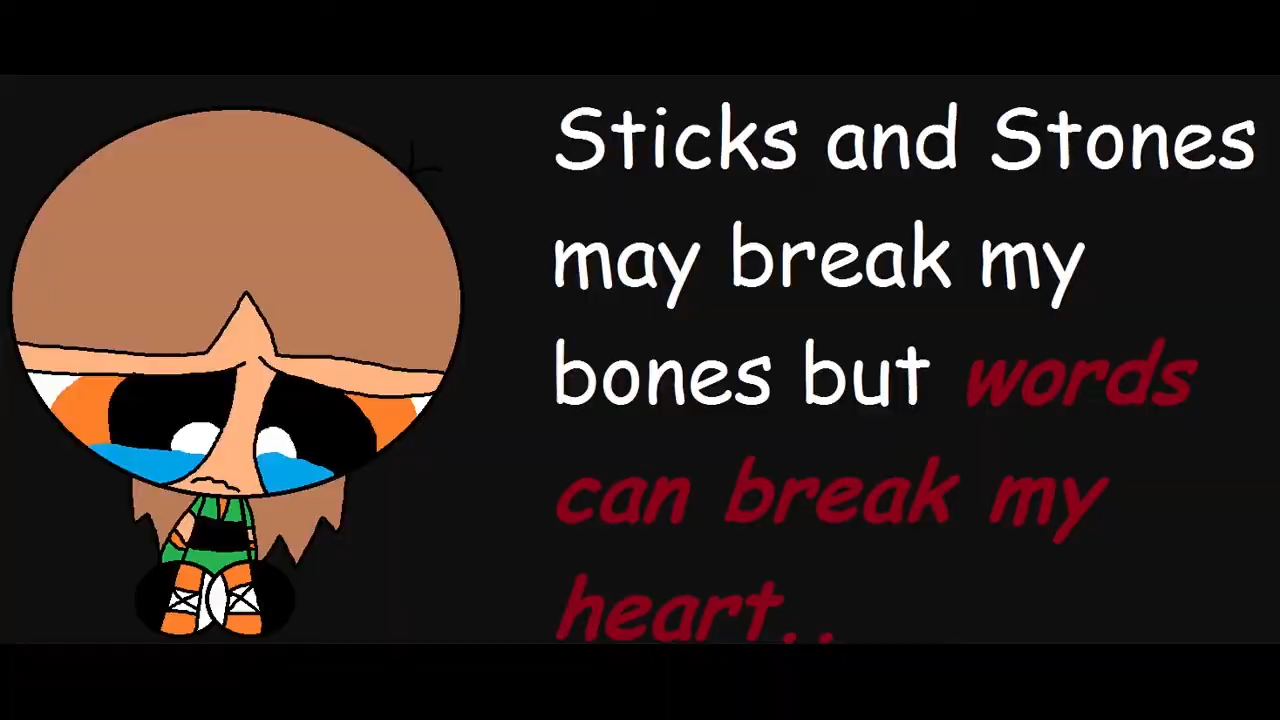 Sticks and Stones
may break my
bones but words
can break my
heart..